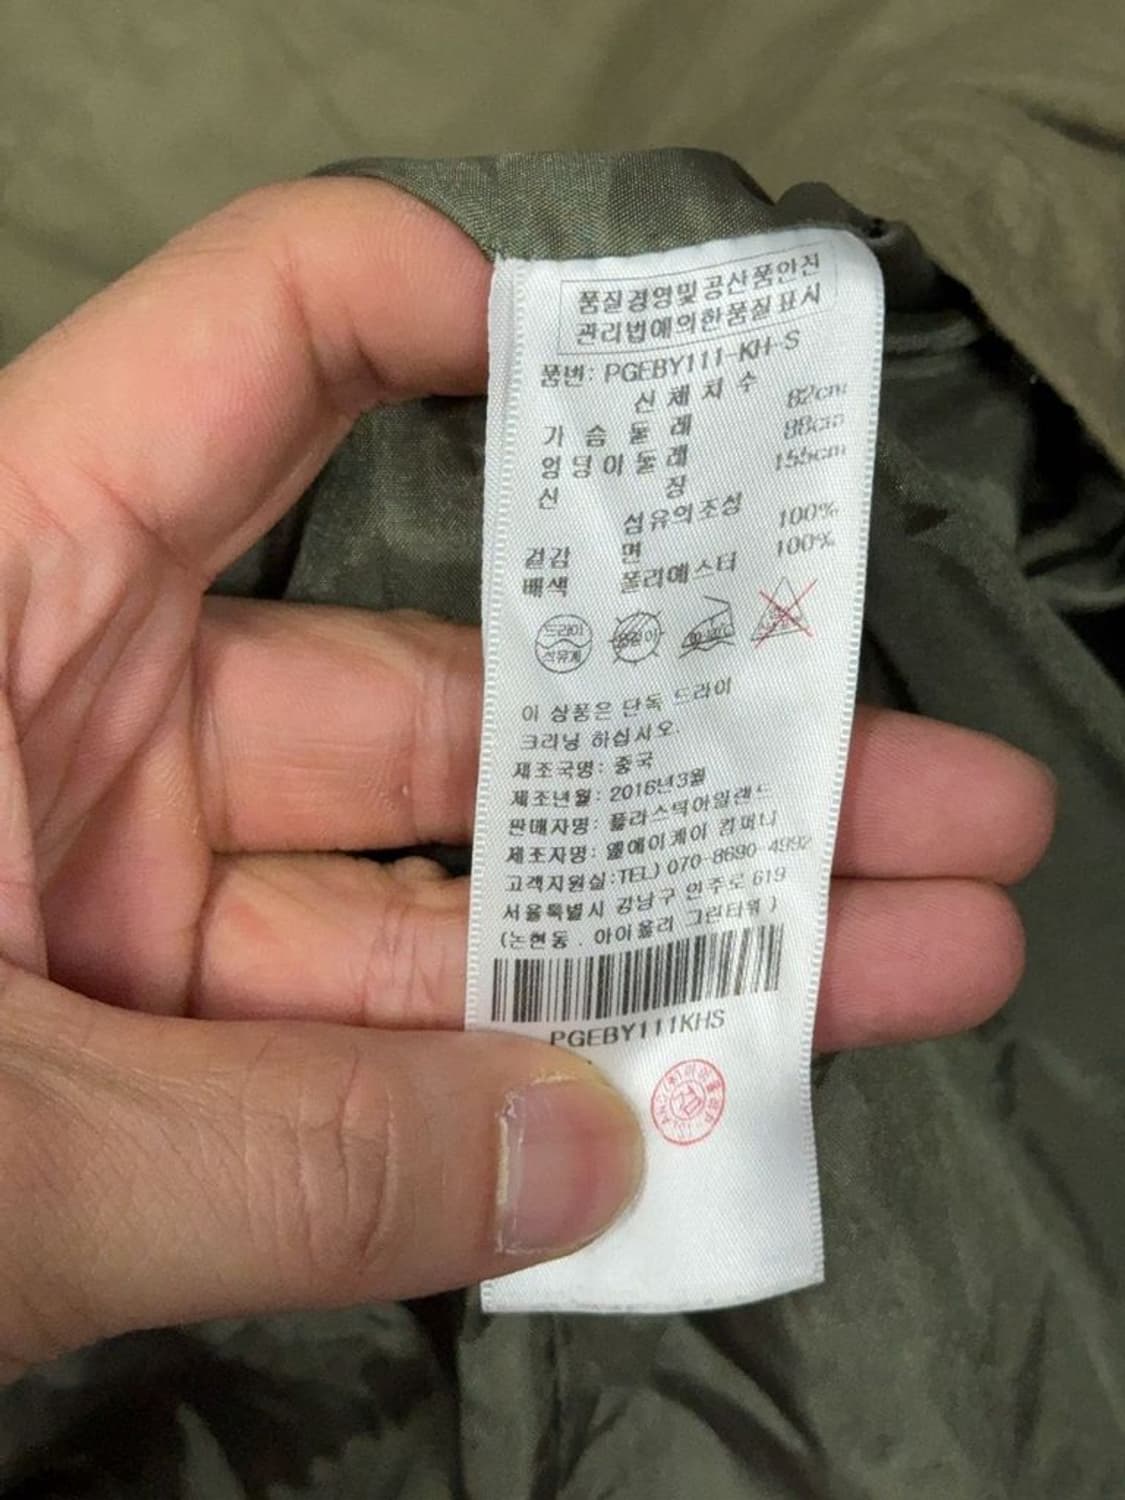 품질경영및공산품안전
관리법에의한품질표시
품번: PGEBY111-KH-S
신 체 치 수
가 슴 둘 레 82cm
엉 덩 이 둘 레 88cm
신 장 155cm
섬유의조성
겉감 면 100%
배색 폴리에스터 100%
드라이
석유계
이 상품은 단독 드라이
크리닝 하십시오.
제조국명: 중국
제조년월: 2016년3월
판매자명: 플라스틱아일랜드
제조자명: 엘에이케이 컴퍼니
고객지원실:TEL) 070-8690-4992
서울특별시 강남구 언주로 619
(논현동 . 아이올리 그린타워 )
PGEBY111KHS